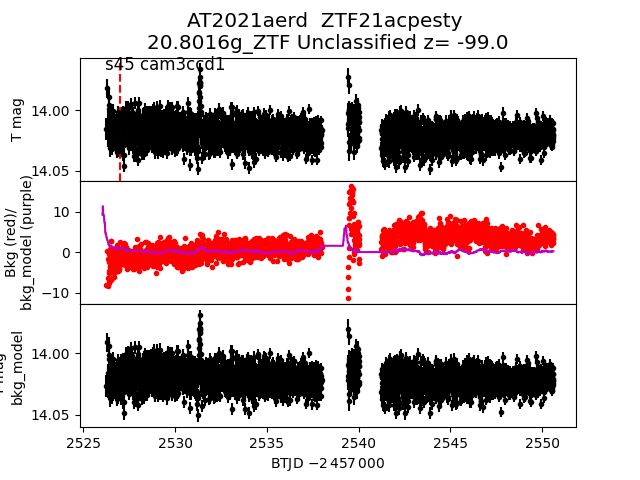 AT2021aerd  ZTF21acpesty
20.8016g_ZTF Unclassified z= -99.0
s45 cam3ccd1
T mag
14.00
14.05
Bkg (red)/
bkg_model (purple)
10
0
−10
mag
bkg_model
14.00
14.05
2525 2530 2535 2540 2545 2550
BTJD −2 457 000